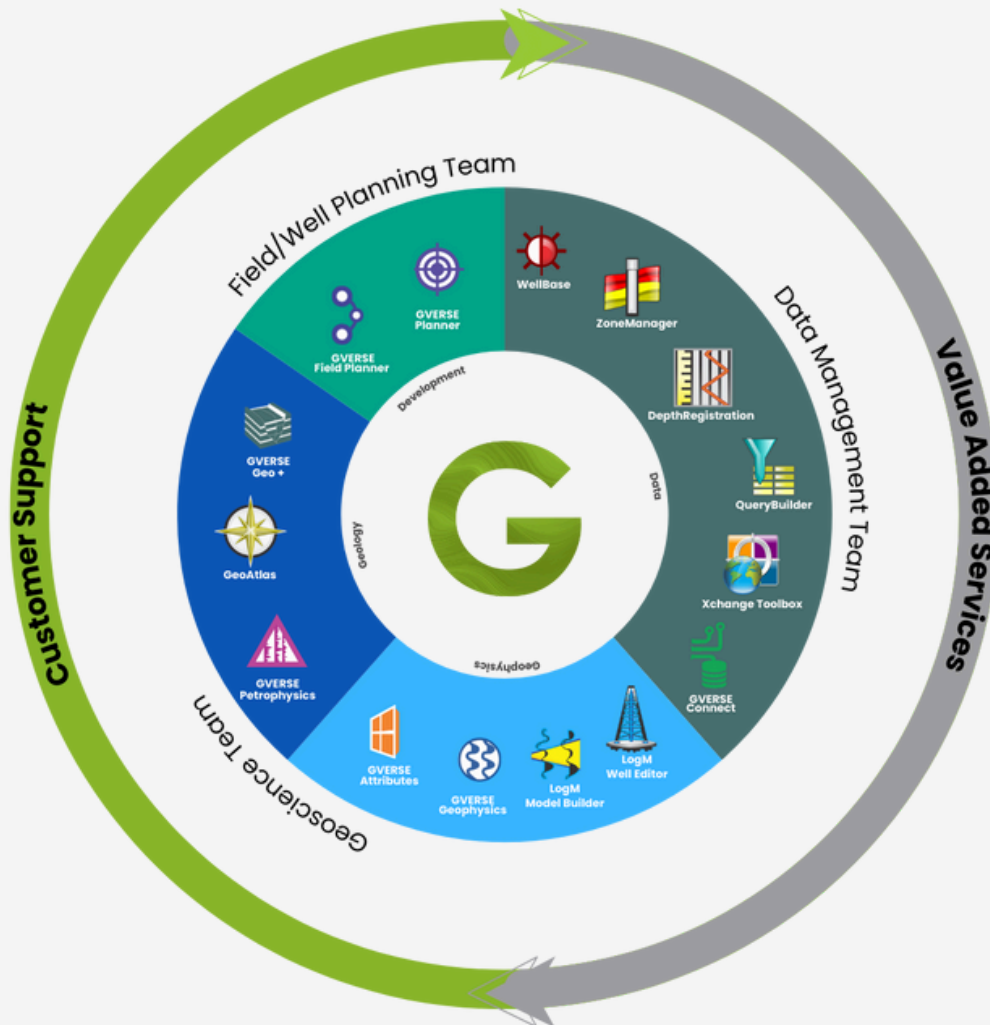 Field/Well Planning Team
Data Management Team
Geoscience Team
Customer Support
Value Added Services
WellBase
ZoneManager
DepthRegistration
QueryBuilder
Xchange Toolbox
GVERSE
Connect
LogM
Well Editor
LogM
Model Builder
GVERSE
Geophysics
GVERSE
Attributes
GVERSE
Petrophysics
GeoAtlas
GVERSE
Geo +
GVERSE
Field Planner
GVERSE
Planner
Development
Data
Geophysics
Geology
G